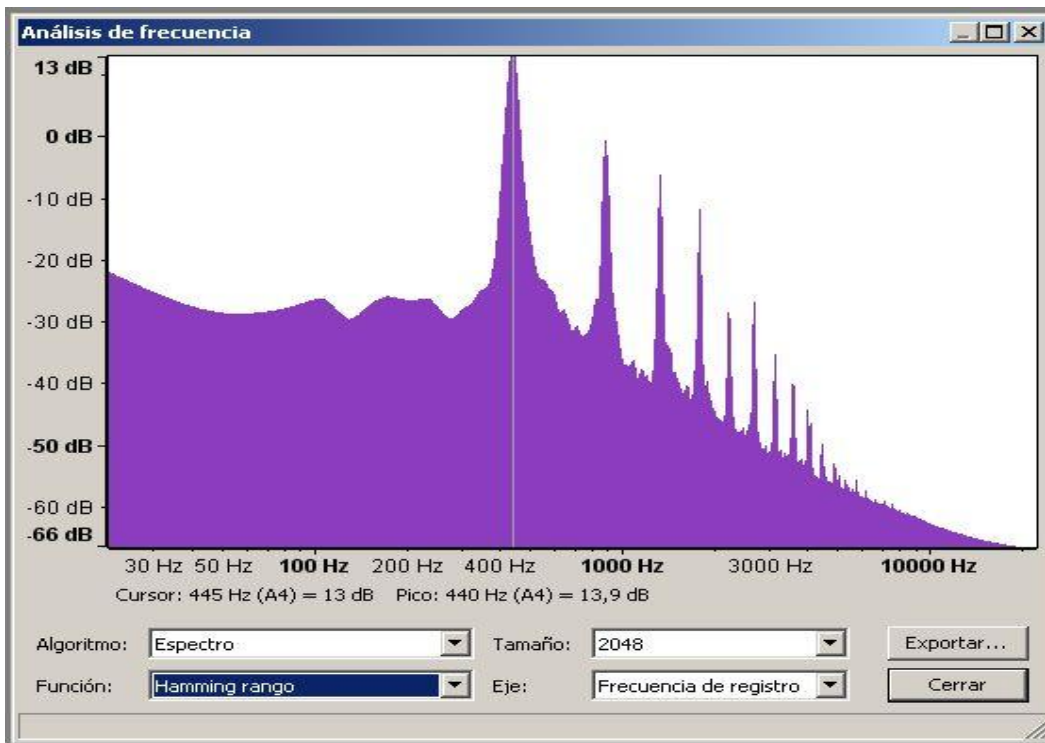 Análisis de frecuencia
13 dB
0 dB
-10 dB
-20 dB
-30 dB
-40 dB
-50 dB
-60 dB
-66 dB
30 Hz 50 Hz 100 Hz 200 Hz 400 Hz 1000 Hz 3000 Hz 10000 Hz
Cursor: 445 Hz (A4) = 13 dB Pico: 440 Hz (A4) = 13,9 dB
Algoritmo: Espectro Tamaño: 2048 Exportar...
Función: Hamming rango Eje: Frecuencia de registro Cerrar